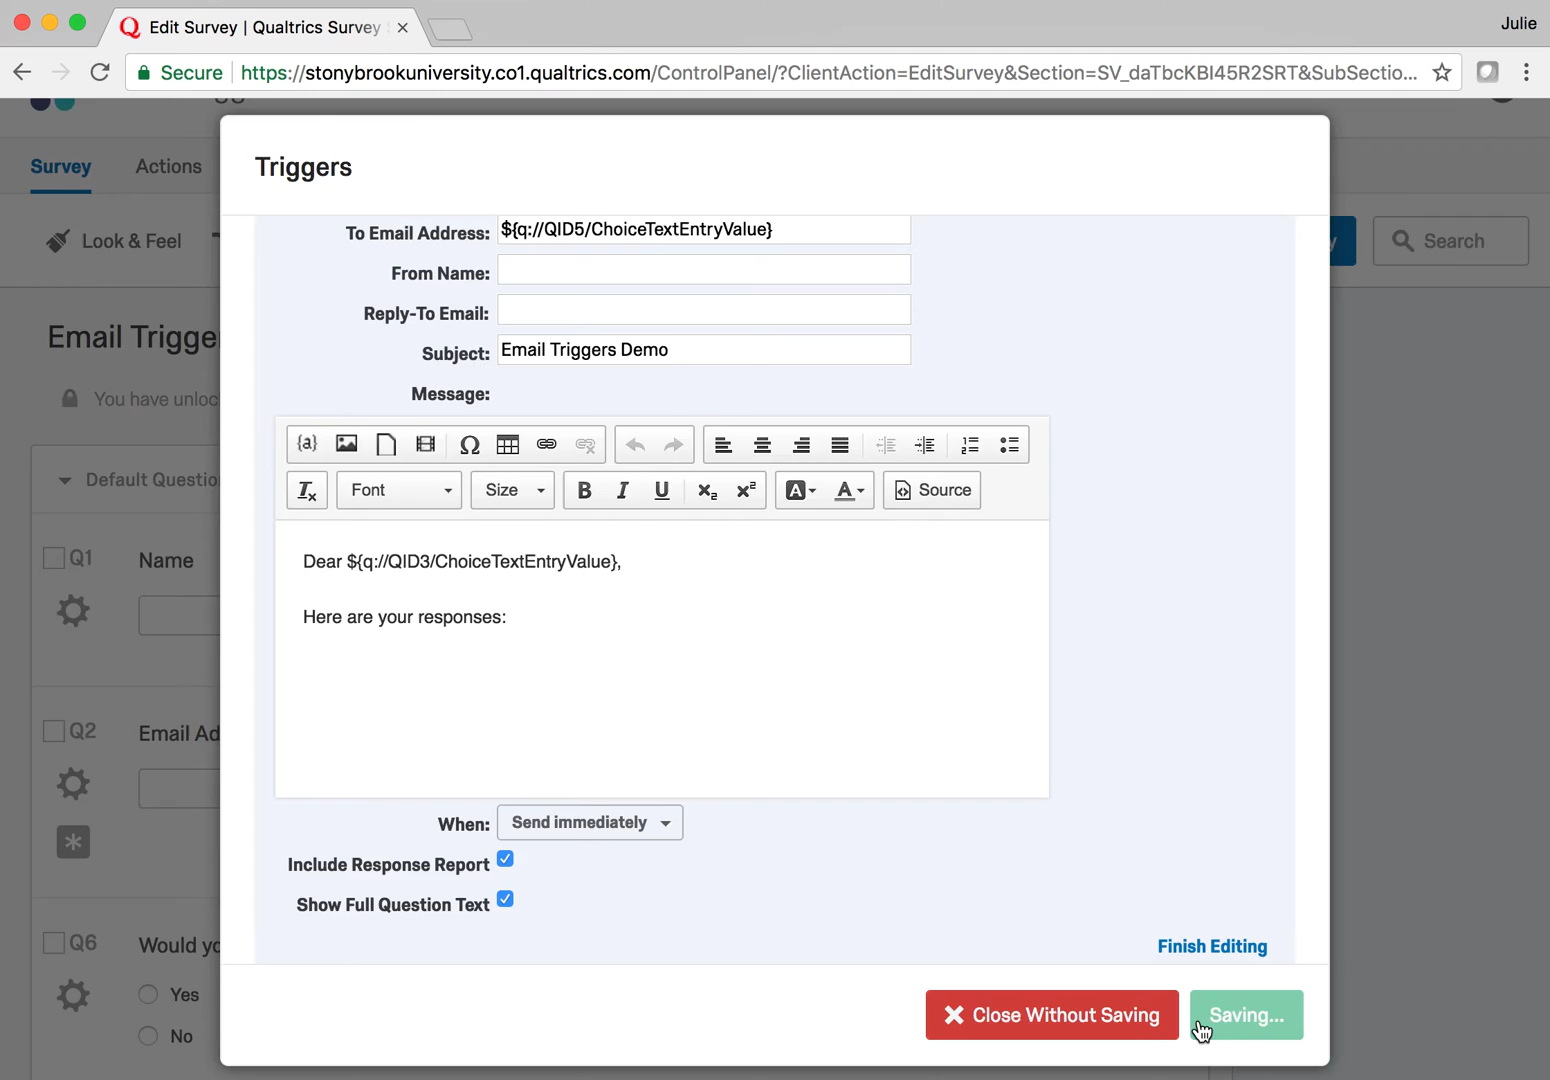 Edit Survey | Qualtrics Survey
Julie
Secure
https://stonybrookuniversity.co1.qualtrics.com/ControlPanel/?ClientAction=EditSurvey&Section=SV_daTbcKBI45R2SRT&SubSectio...
Triggers
Survey
Actions
Look & Feel
To Email Address: ${q://QID5/ChoiceTextEntryValue}
y
Search
From Name:
Reply-To Email:
Email Trigge
Subject: Email Triggers Demo
You have unloc
Message:
{a}
Default Questio
Font
Size
B I U x₂ x²
A
A
Source
Q1
Name
Dear ${q://QID3/ChoiceTextEntryValue},
Here are your responses:
Q2
Email Ad
When: Send immediately
Include Response Report
Show Full Question Text
Q6
Would yo
Finish Editing
Yes
No
Close Without Saving
Saving...